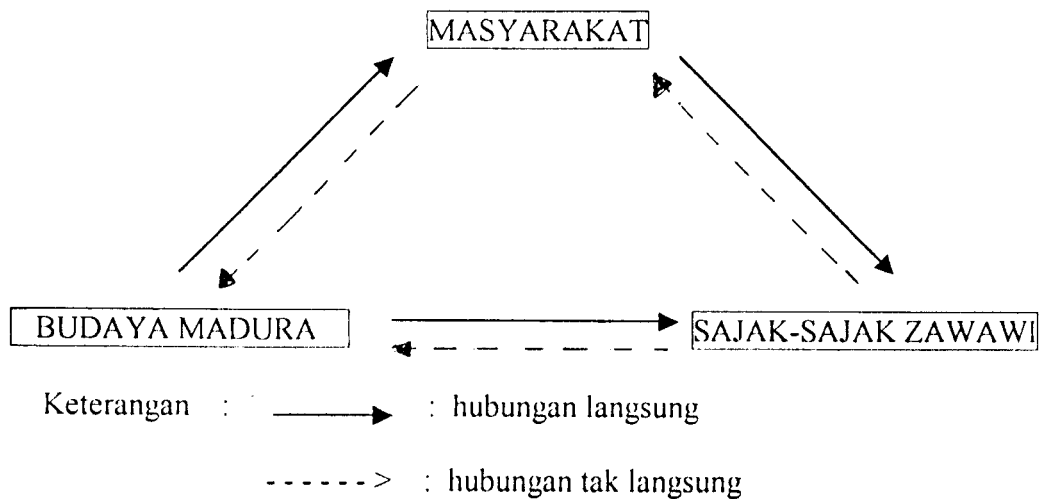 MASYARAKAT
BUDAYA MADURA
SAJAK-SAJAK ZAWAWI
Keterangan : : hubungan langsung
- - - - - -> : hubungan tak langsung